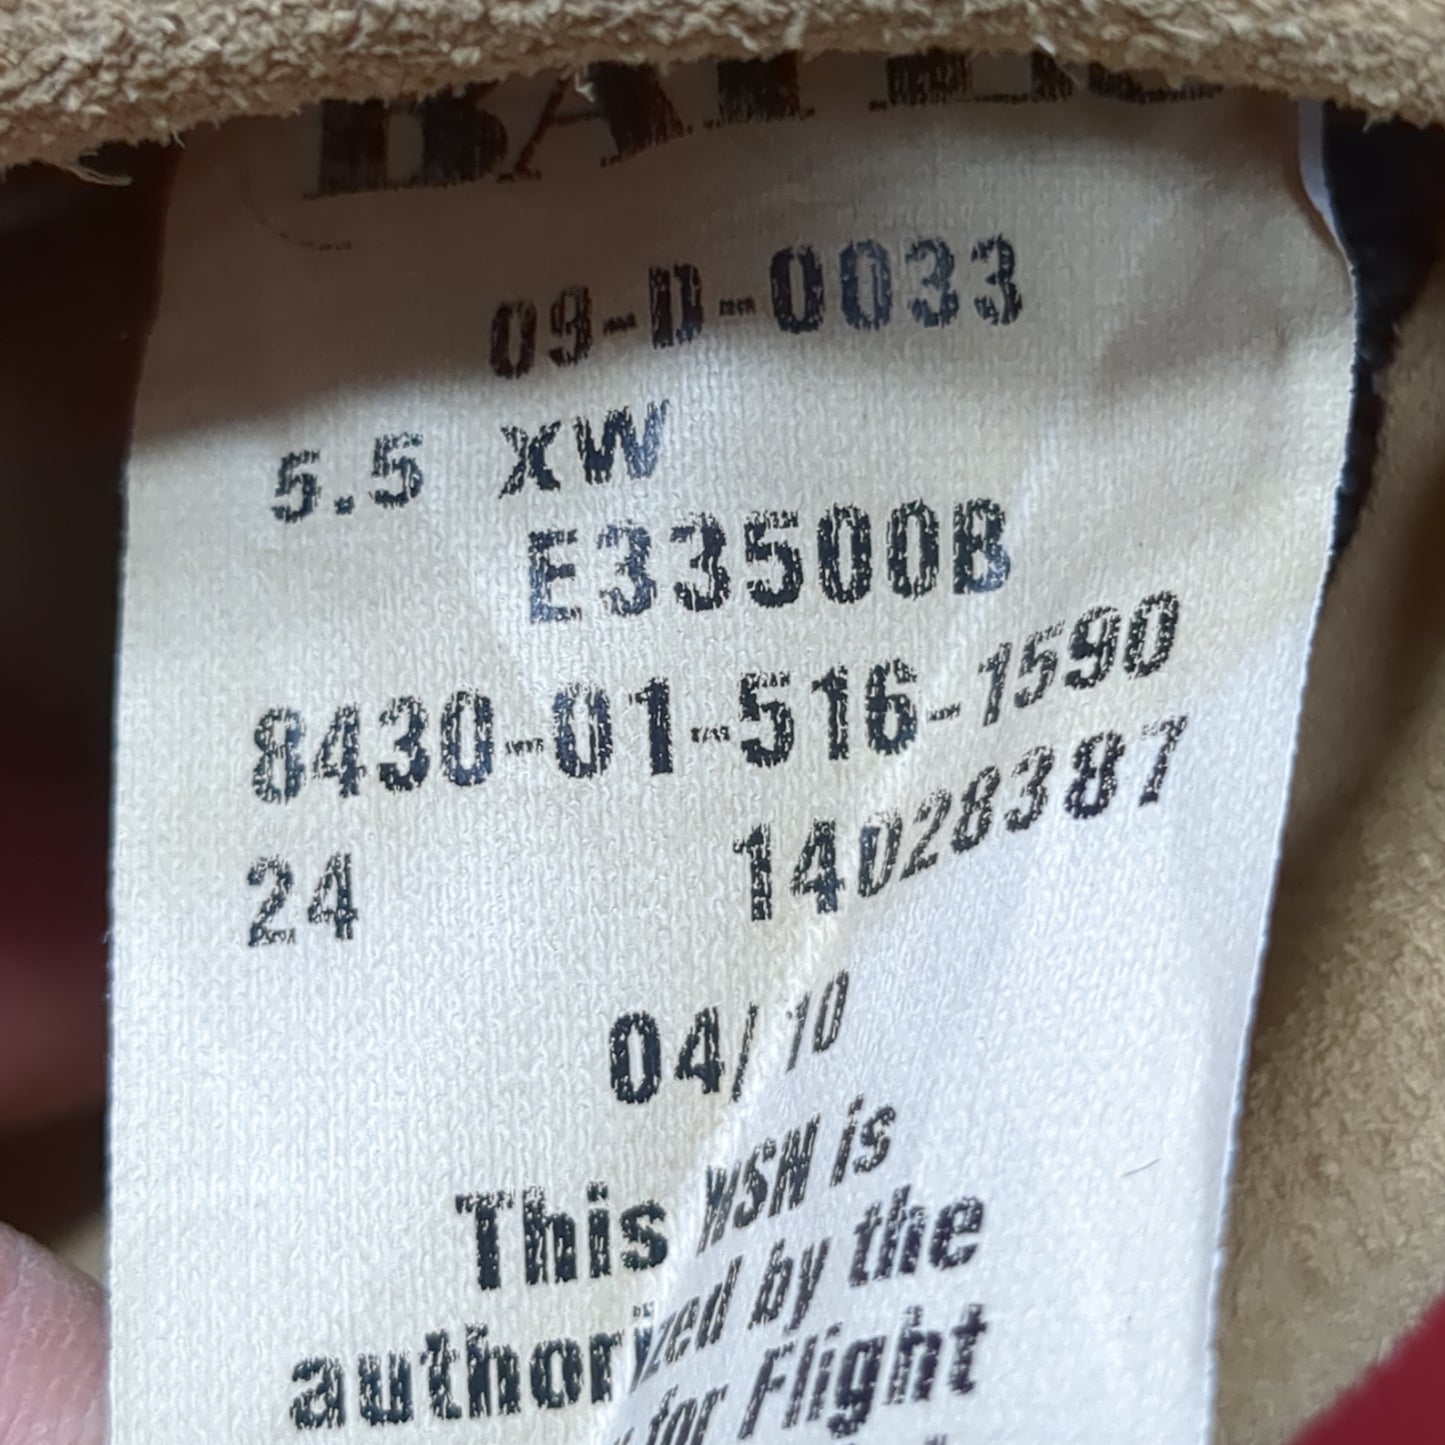 09-D-0033
5.5 XW
E33500B
8430-01-516-1590
24 14028387
04/10
This NSN is
authorized by the
for Flight